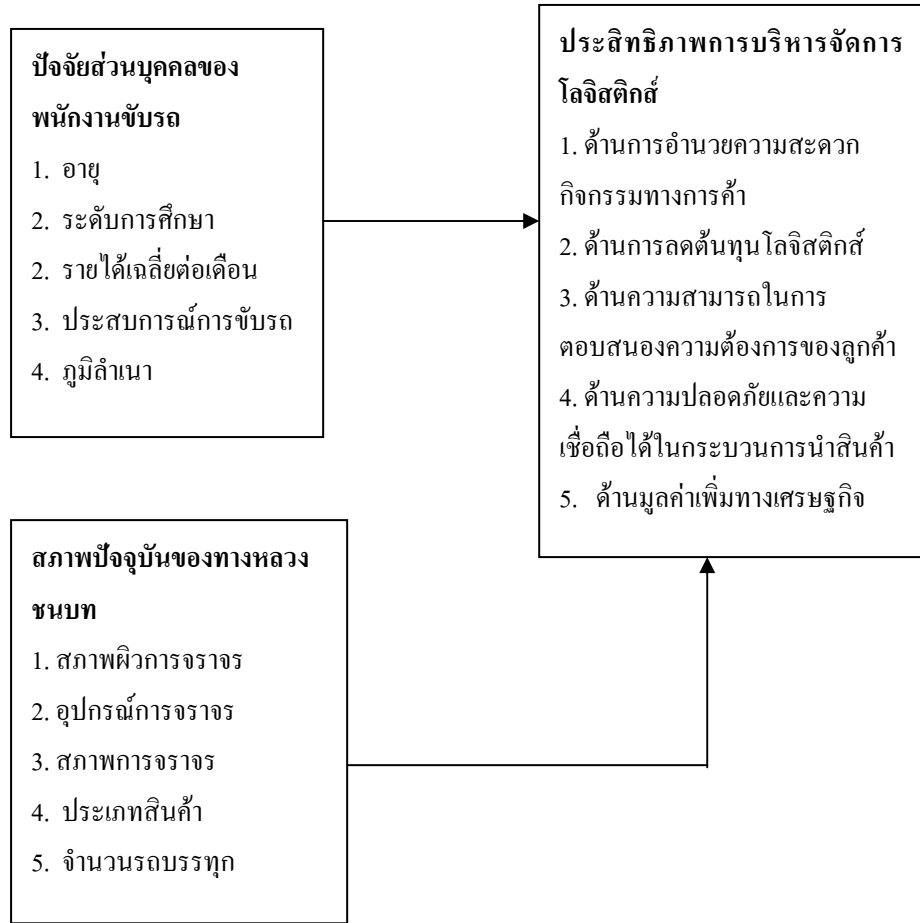 ปัจจัยส่วนบุคคลของ
พนักงานขับรถ
1. อายุ
2. ระดับการศึกษา
2. รายได้เฉลี่ยต่อเดือน
3. ประสบการณ์การขับรถ
4. ภูมิลำเนา
ประสิทธิภาพการบริหารจัดการ
โลจิสติกส์
1. ด้านการอำนวยความสะดวก
กิจกรรมทางการค้า
2. ด้านการลดต้นทุนโลจิสติกส์
3. ด้านความสามารถในการ
ตอบสนองความต้องการของลูกค้า
4. ด้านความปลอดภัยและความ
เชื่อถือได้ในกระบวนการนำสินค้า
5. ด้านมูลค่าเพิ่มทางเศรษฐกิจ
สภาพปัจจุบันของทางหลวง
ชนบท
1. สภาพผิวการจราจร
2. อุปกรณ์การจราจร
3. สภาพการจราจร
4. ประเภทสินค้า
5. จำนวนรถบรรทุก